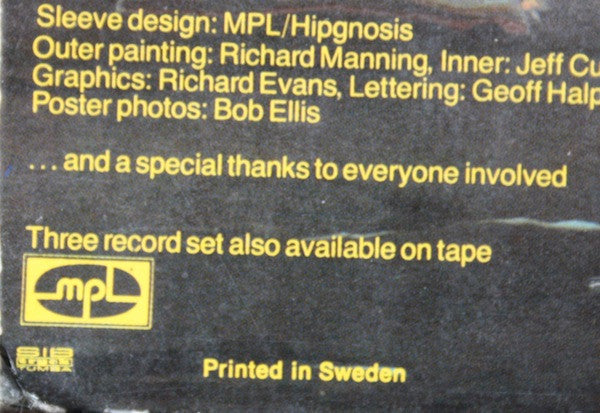 Sleeve design: MPL/Hipgnosis
Outer painting: Richard Manning, Inner: Jeff Cu
Graphics: Richard Evans, Lettering: Geoff Halp
Poster photos: Bob Ellis
... and a special thanks to everyone involved
Three record set also available on tape
mpl
SIB
TUMBA
Printed in Sweden